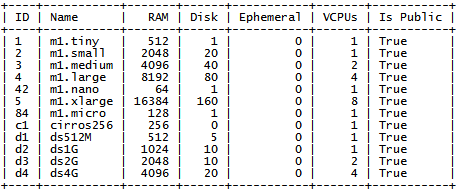 +----+-----------+-------+------+-----------+-------+-----------+
| ID | Name      |   RAM | Disk | Ephemeral | VCPUs | Is Public |
+----+-----------+-------+------+-----------+-------+-----------+
| 1  | m1.tiny   |   512 |    1 |         0 |     1 | True      |
| 2  | m1.small  |  2048 |   20 |         0 |     1 | True      |
| 3  | m1.medium |  4096 |   40 |         0 |     2 | True      |
| 4  | m1.large  |  8192 |   80 |         0 |     4 | True      |
| 42 | m1.nano   |    64 |    1 |         0 |     1 | True      |
| 5  | m1.xlarge | 16384 |  160 |         0 |     8 | True      |
| 84 | m1.micro  |   128 |    1 |         0 |     1 | True      |
| c1 | cirros256 |   256 |    0 |         0 |     1 | True      |
| d1 | ds512M    |   512 |    5 |         0 |     1 | True      |
| d2 | ds1G      |  1024 |   10 |         0 |     1 | True      |
| d3 | ds2G      |  2048 |   10 |         0 |     2 | True      |
| d4 | ds4G      |  4096 |   20 |         0 |     4 | True      |
+----+-----------+-------+------+-----------+-------+-----------+